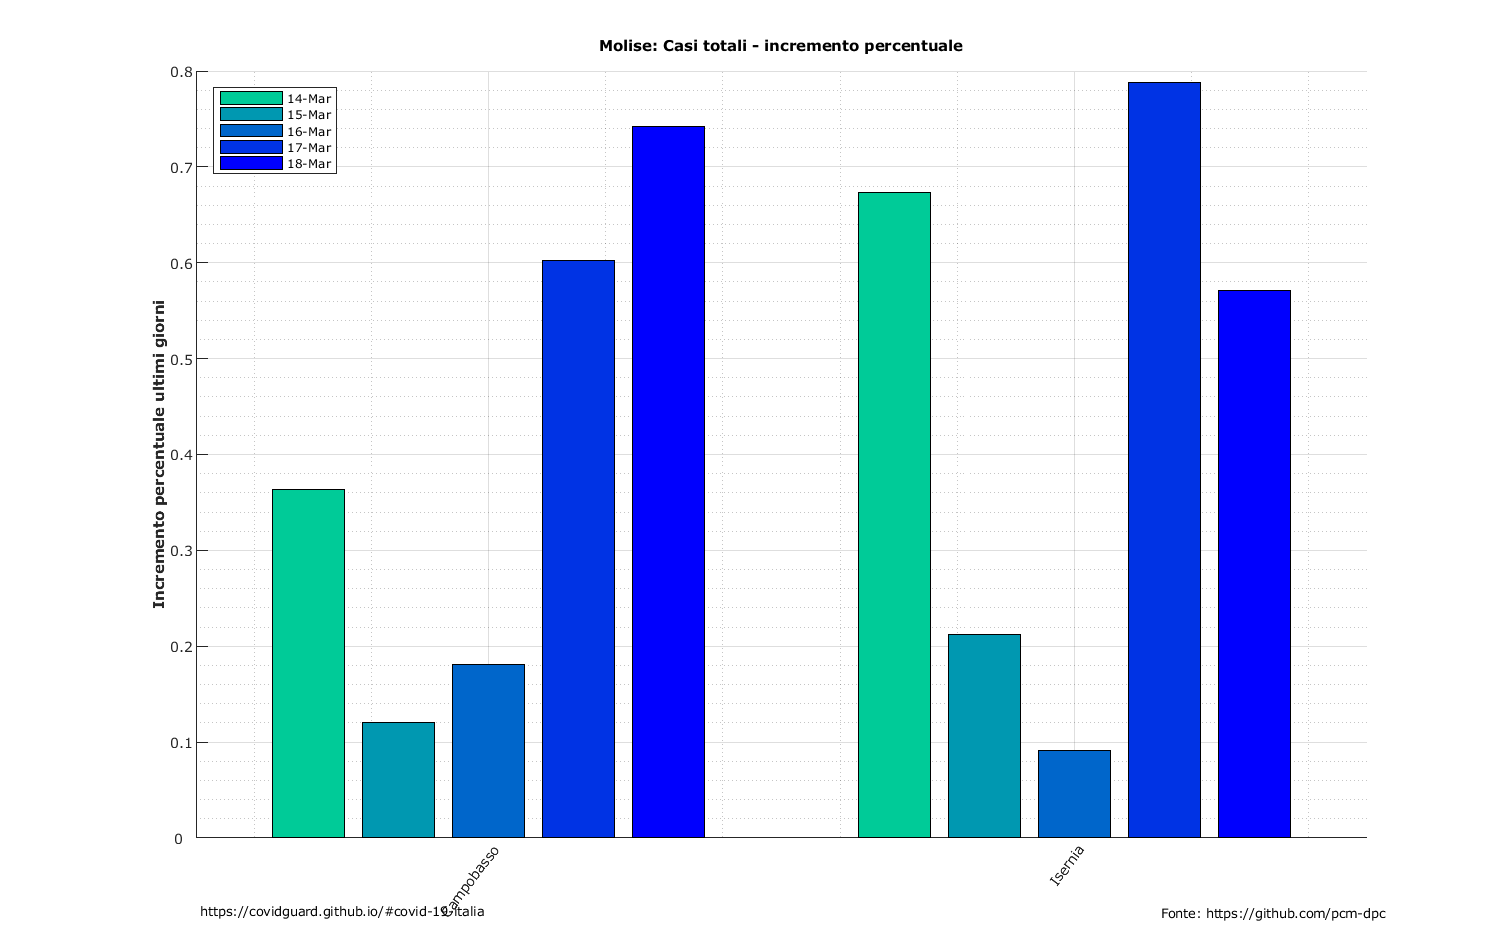 Molise: Casi totali - incremento percentuale
0.8
0.7
0.6
0.5
0.4
0.3
0.2
0.1
0
Incremento percentuale ultimi giorni
14-Mar
15-Mar
16-Mar
17-Mar
18-Mar
Campobasso
Isernia
https://covidguard.github.io/#covid-19-italia
Fonte: https://github.com/pcm-dpc